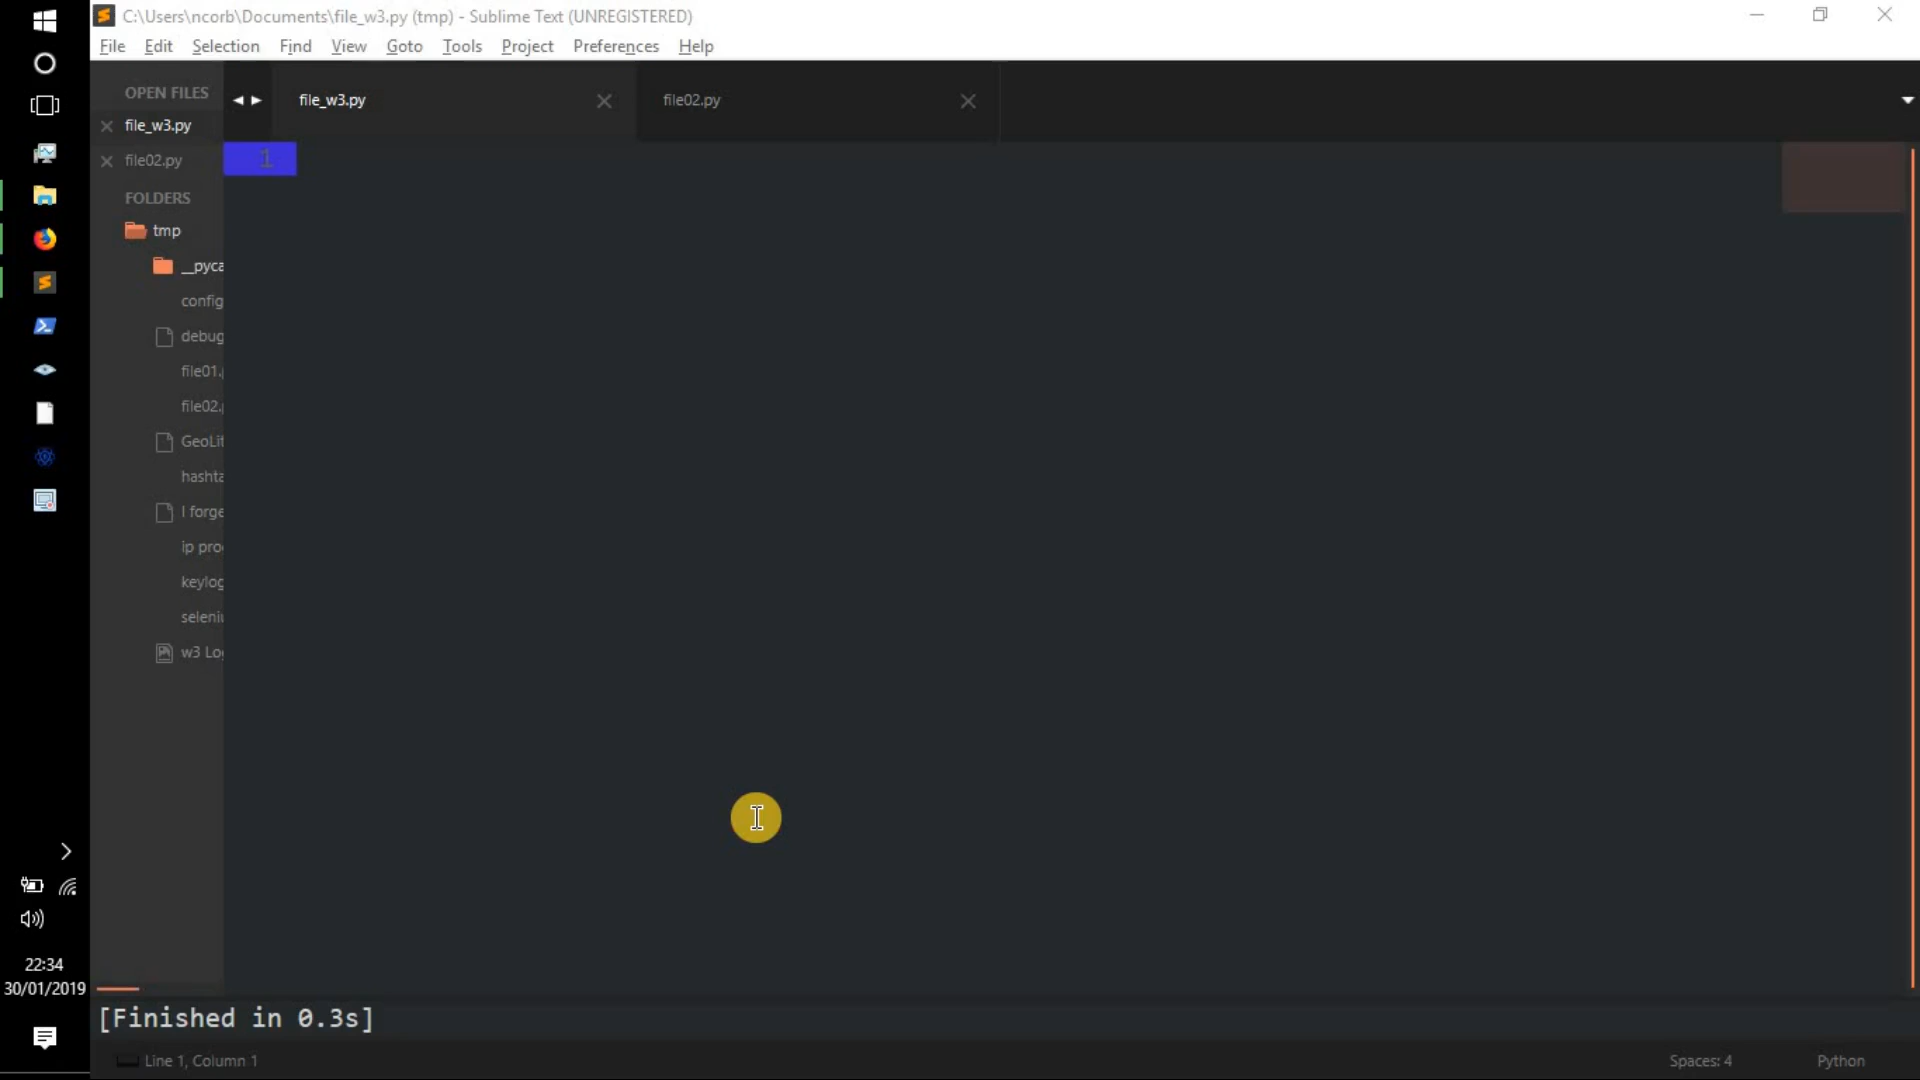 C:\Users\ncorb\Documents\file_w3.py (tmp) - Sublime Text (UNREGISTERED)
File Edit Selection Find View Goto Tools Project Preferences Help
OPEN FILES
file_w3.py
file02.py
FOLDERS
tmp
__pyca
config
debug
file01.
file02.
GeoLit
hashta
I forge
ip pro
keylog
seleni
w3 Lo
file_w3.py
file02.py
1
22:34
30/01/2019
[Finished in 0.3s]
Line 1, Column 1
Spaces: 4
Python